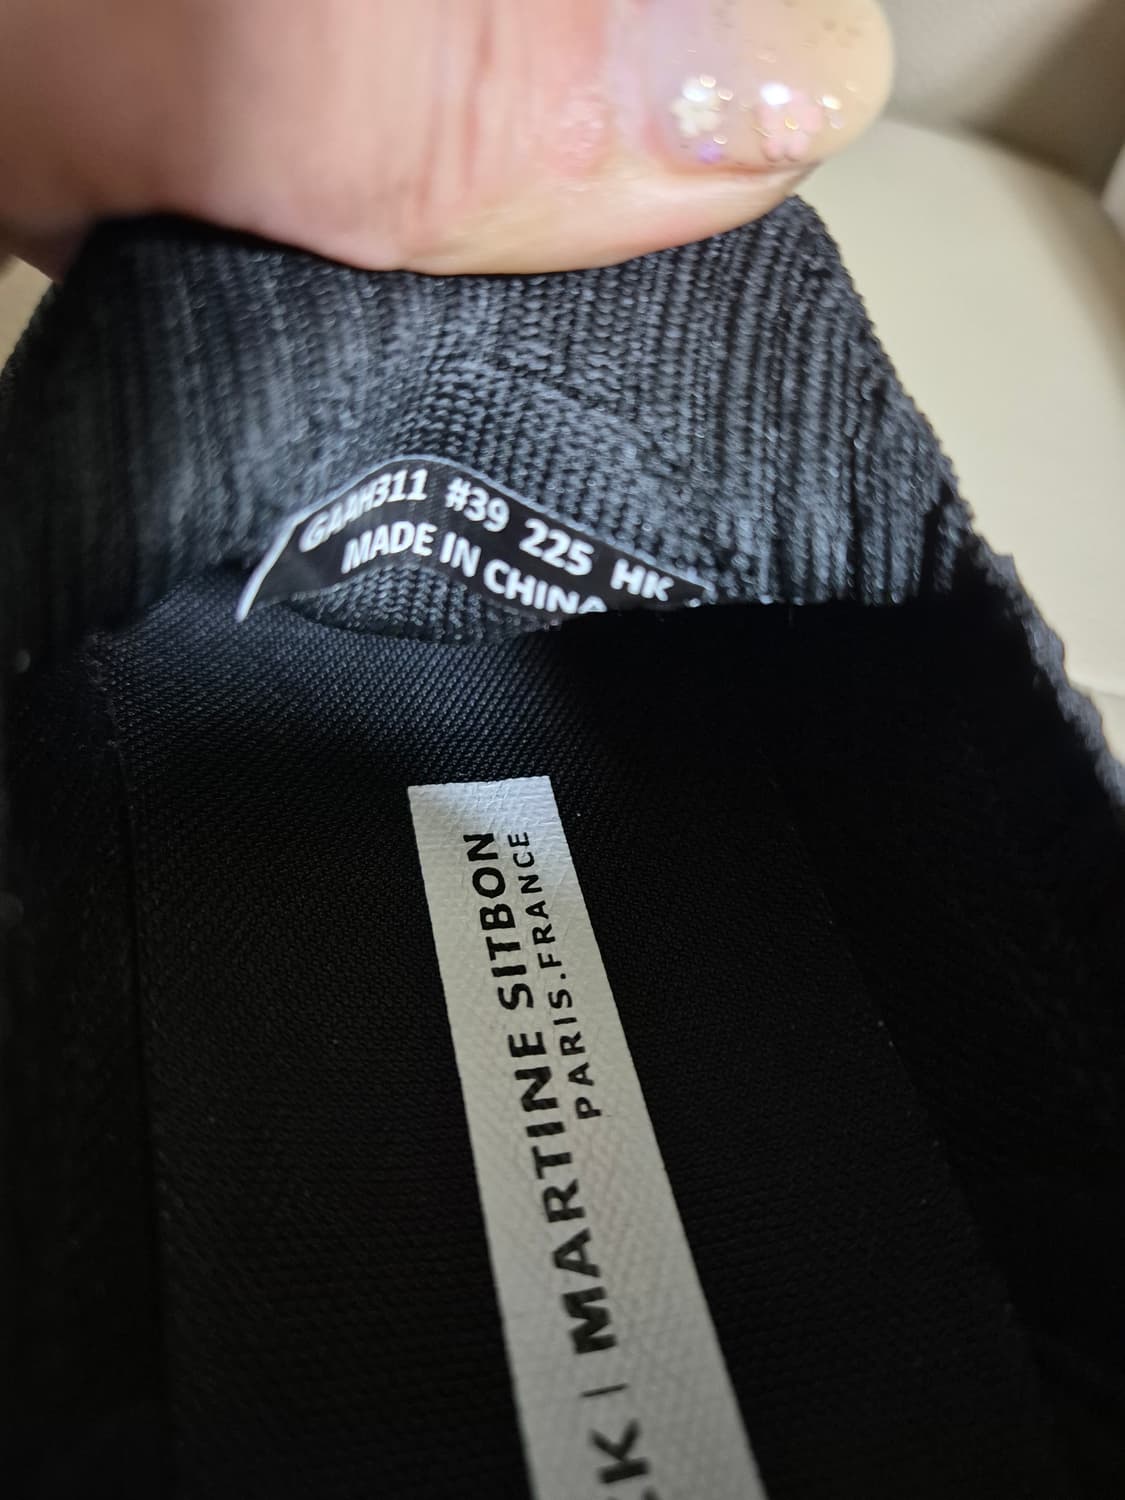 GAAH311 #39 225 HK
MADE IN CHINA
K | MARTINE SITBON
PARIS.FRANCE